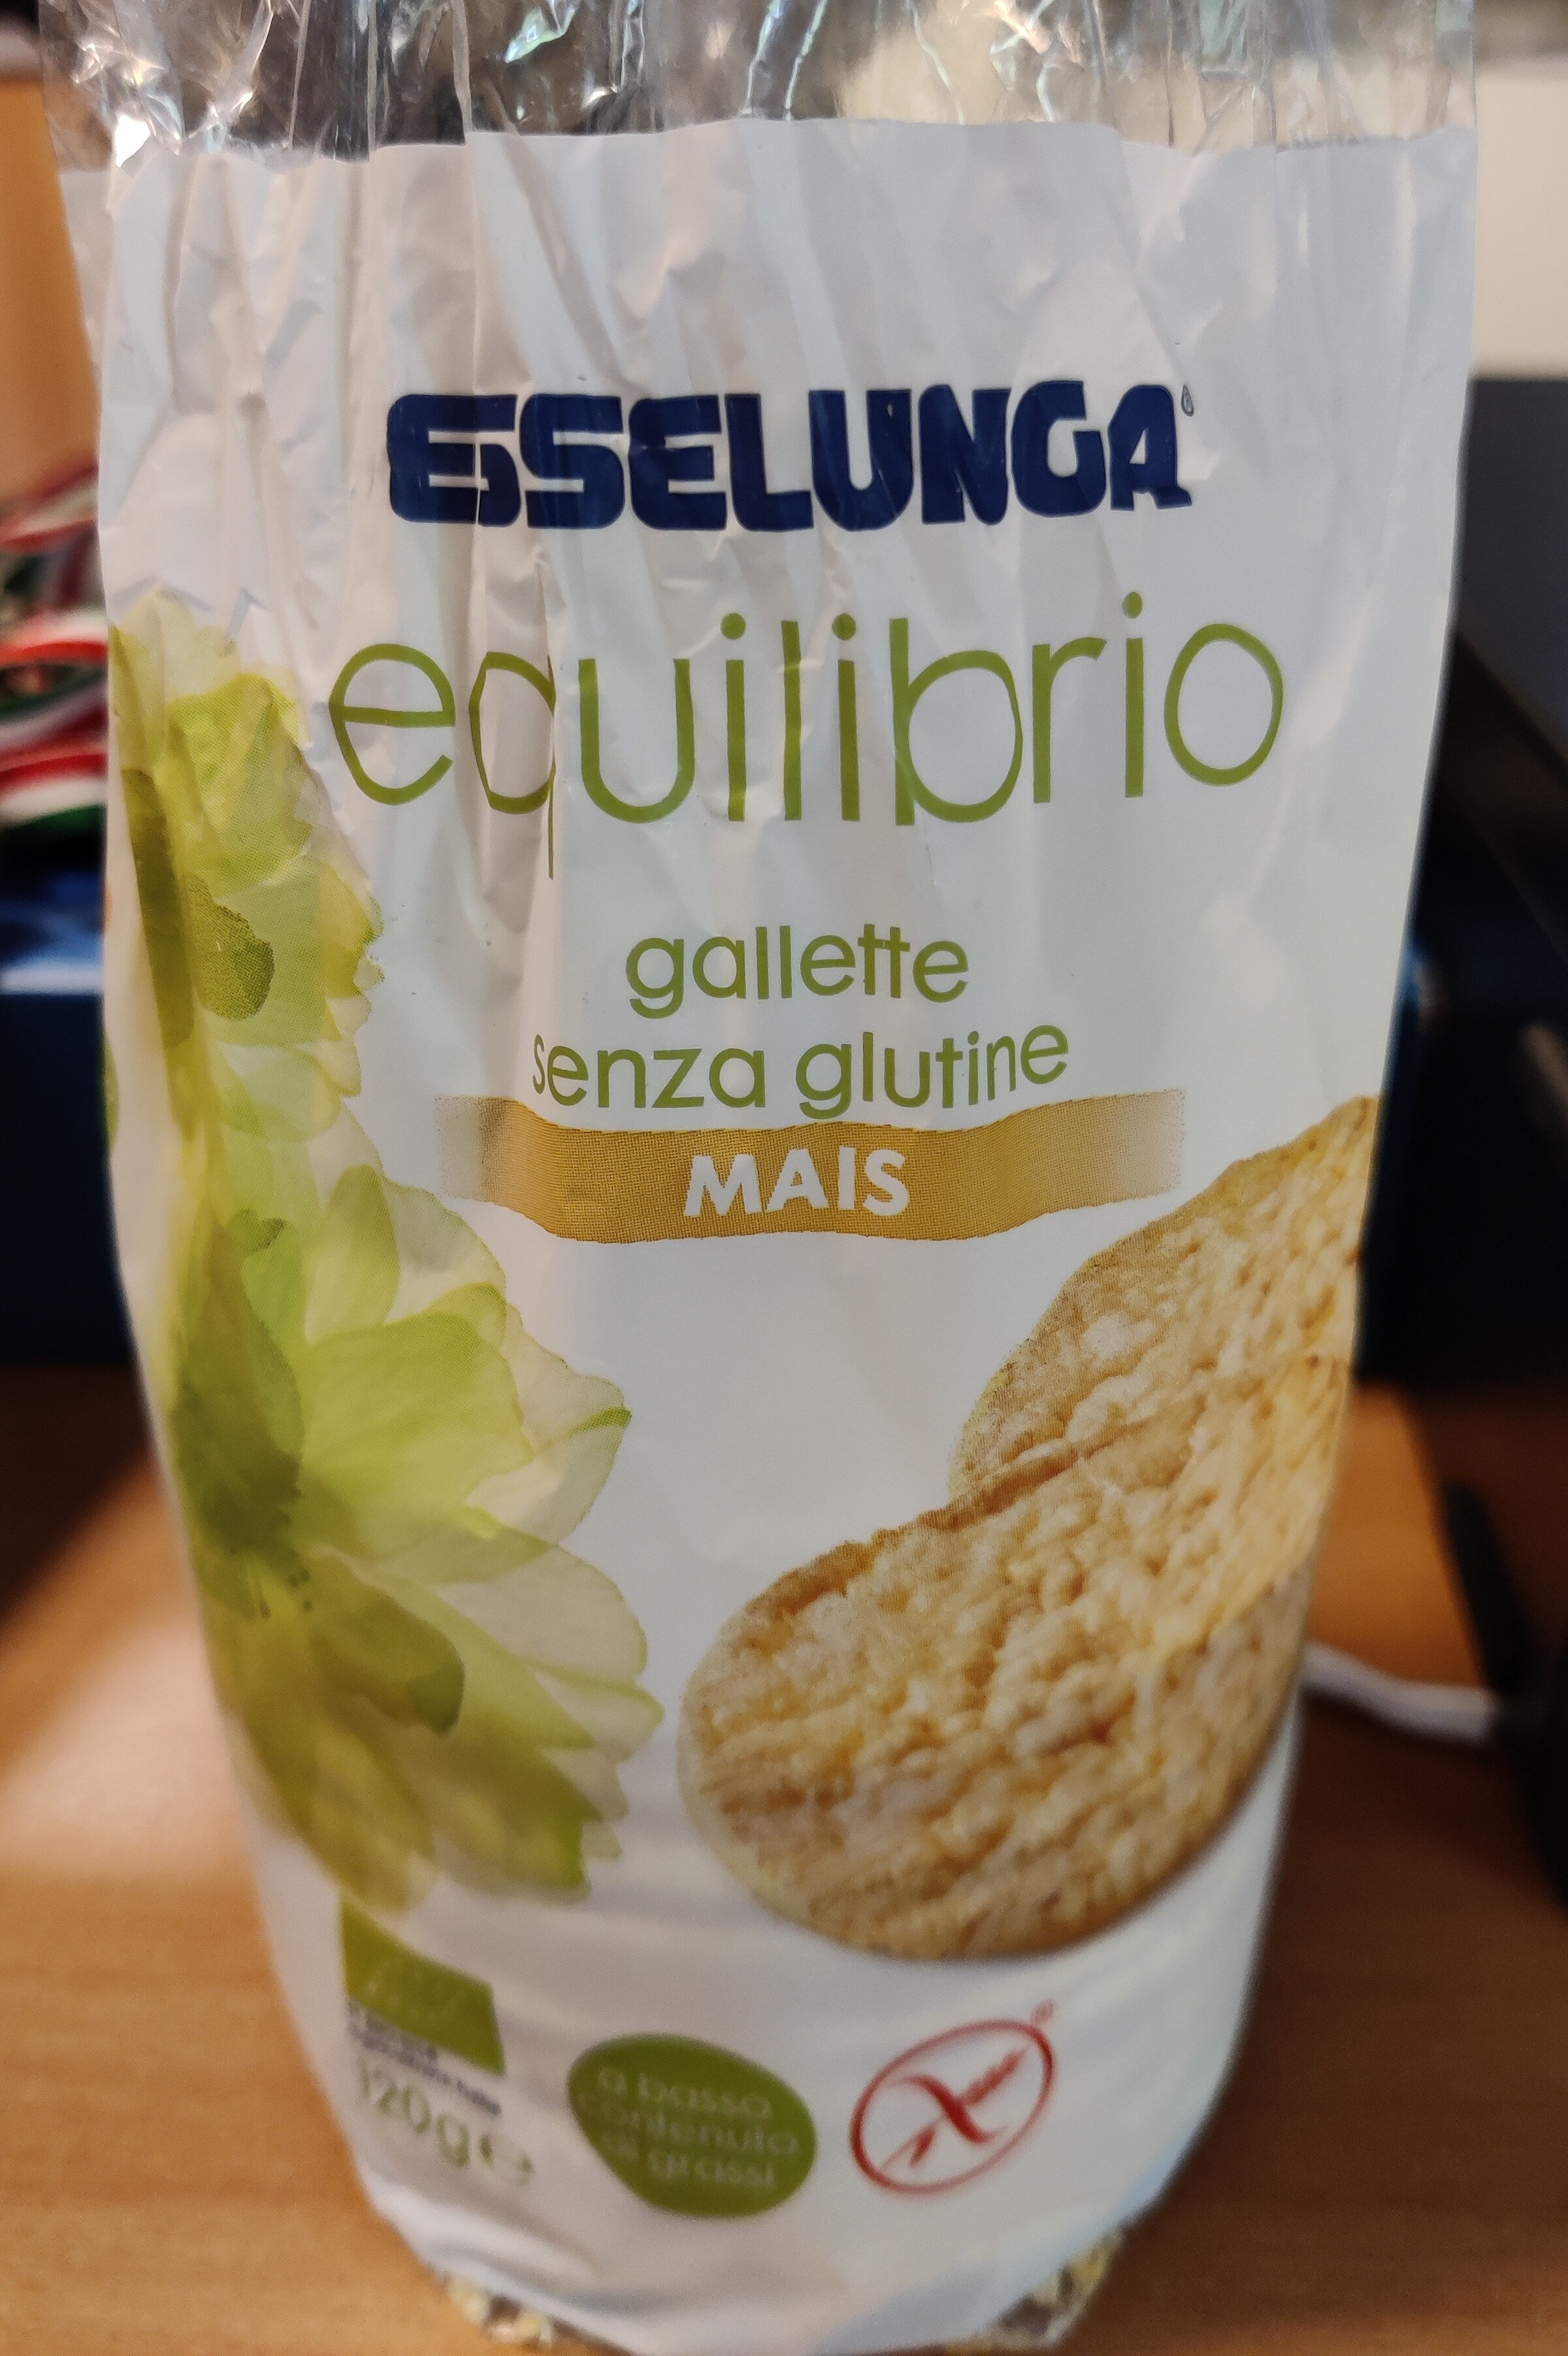 ESSELUNGA®
equilibrio
gallette
senza glutine
MAIS
120g e
a basso
contenuto
di grassi